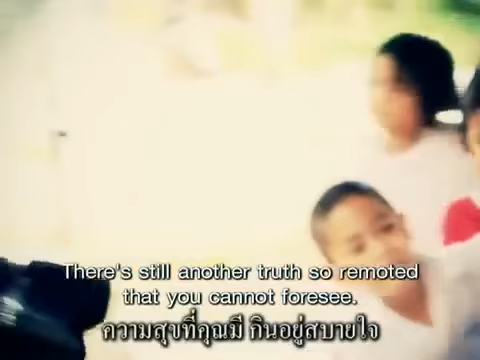 There's still another truth so remoted
that you cannot foresee.
ความสุขที่คุณมี กินอยู่สบายใจ